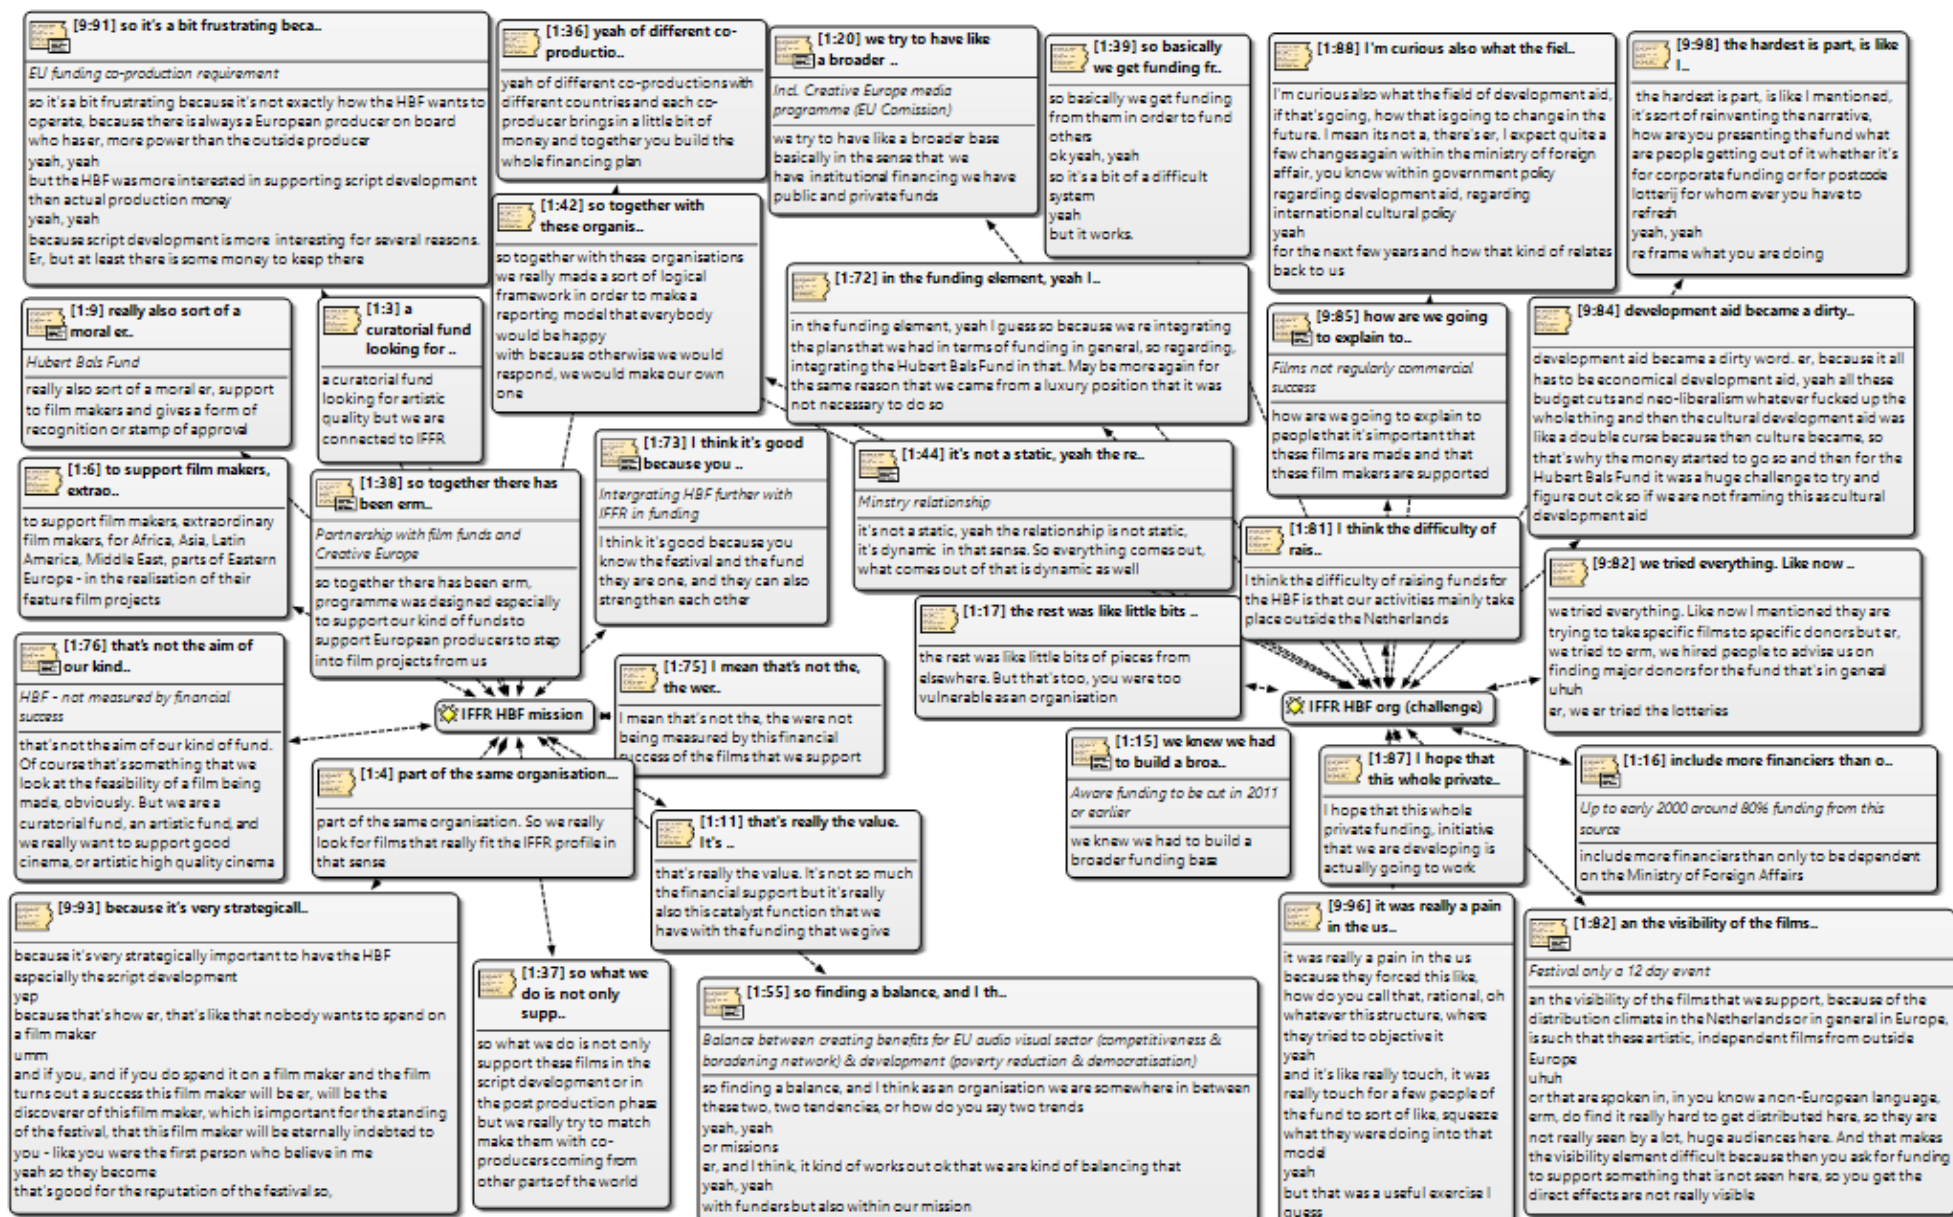 [9:91] so it's a bit frustrating beca..
EU funding co-production requirement
so it's a bit frustrating because it's not exactly how the HBF wants to
operate, because there is always a European producer on board
who has er, more power than the outside producer
yeah, yeah
but the HBF was more interested in supporting script development
then actual production money
yeah, yeah
because script development is more interesting for several reasons.
Er, but at least there is some money to keep there
[1:36] yeah of different co-
productio..
yeah of different co-productions with
different countries and each co-
producer brings in a little bit of
money and together you build the
whole financing plan
[1:20] we try to have like
a broader ..
Incl. Creative Europe media
programme (EU Comission)
we try to have like a broader base
basically in the sense that we
have institutional financing we have
public and private funds
[1:39] so basically
we get funding fr..
so basically we get funding
from them in order to fund
others
ok yeah, yeah
so it's a bit of a difficult
system
yeah
but it works.
[1:88] I'm curious also what the fiel..
I'm curious also what the field of development aid,
if that's going, how that is going to change in the
future. I mean its not a, there's er, I expect quite a
few changes again within the ministry of foreign
affair, you know within government policy
regarding development aid, regarding
international cultural policy
yeah
for the next few years and how that kind of relates
back to us
[9:98] the hardest is part, is like
I..
the hardest is part, is like I mentioned,
it's sort of reinventing the narrative,
how are you presenting the fund what
are people getting out of it whether it's
for corporate funding or for postcode
lotterij for whom ever you have to
refresh
yeah, yeah
re frame what you are doing
[1:42] so together with
these organis..
so together with these organisations
we really made a sort of logical
framework in order to make a
reporting model that everybody
would be happy
with because otherwise we would
respond, we would make our own
one
[1:72] in the funding element, yeah I..
in the funding element, yeah I guess so because we re integrating
the plans that we had in terms of funding in general, so regarding,
integrating the Hubert Bals Fund in that. May be more again for
the same reason that we came from a luxury position that it was
not necessary to do so
[1:9] really also sort of a
moral er..
Hubert Bals Fund
really also sort of a moral er, support
to film makers and gives a form of
recognition or stamp of approval
[1:3] a
curatorial fund
looking for ..
a curatorial fund
looking for artistic
quality but we are
connected to IFFR
[9:85] how are we going
to explain to..
Films not regularly commercial
success
how are we going to explain to
people that it's important that
these films are made and that
these film makers are supported
[9:84] development aid became a dirty..
development aid became a dirty word. er, because it all
has to be economical development aid, yeah all these
budget cuts and neo-liberalism whatever fucked up the
whole thing and then the cultural development aid was
like a double curse because then culture became, so
that's why the money started to go so and then for the
Hubert Bals Fund it was a huge challenge to try and
figure out ok so if we are not framing this as cultural
development aid
[1:6] to support film makers,
extrao..
to support film makers, extraordinary
film makers, for Africa, Asia, Latin
America, Middle East, parts of Eastern
Europe - in the realisation of their
feature film projects
[1:38] so together there has
been erm..
Partnership with film funds and
Creative Europe
so together there has been erm,
programme was designed especially
to support our kind of funds to
support European producers to step
into film projects from us
[1:73] I think it's good
because you ..
Intergrating HBF further with
IFFR in funding
I think it's good because you
know the festival and the fund
they are one, and they can also
strengthen each other
[1:44] it's not a static, yeah the re..
Minstry relationship
it's not a static, yeah the relationship is not static,
it's dynamic in that sense. So everything comes out,
what comes out of that is dynamic as well
[1:81] I think the difficulty of
rais..
I think the difficulty of raising funds for
the HBF is that our activities mainly take
place outside the Netherlands
[9:82] we tried everything. Like now ..
we tried everything. Like now I mentioned they are
trying to take specific films to specific donors but er,
we tried to erm, we hired people to advise us on
finding major donors for the fund that's in general
uhuh
er, we er tried the lotteries
[1:17] the rest was like little bits ..
the rest was like little bits of pieces from
elsewhere. But that's too, you were too
vulnerable as an organisation
[1:76] that's not the aim of
our kind..
HBF - not measured by financial
success
that's not the aim of our kind of fund.
Of course that's something that we
look at the feasibility of a film being
made, obviously. But we are a
curatorial fund, an artistic fund, and
we really want to support good
cinema, or artistic high quality cinema
IFFR HBF mission
[1:75] I mean that's not the,
the wer..
I mean that's not the, the were not
being measured by this financial
success of the films that we support
IFFR HBF org (challenge)
[1:15] we knew we had
to build a broa..
Aware funding to be cut in 2011
or earlier
we knew we had to build a
broader funding base
[1:87] I hope that
this whole private..
I hope that this whole
private funding, initiative
that we are developing is
actually going to work
[1:16] include more financiers than o..
Up to early 2000 around 80% funding from this
source
include more financiers than only to be dependent
on the Ministry of Foreign Affairs
[1:4] part of the same organisation...
part of the same organisation. So we really
look for films that really fit the IFFR profile in
that sense
[1:11] that's really the value.
It's ..
that's really the value. It's not so much
the financial support but it's really
also this catalyst function that we
have with the funding that we give
[9:93] because it's very strategicall..
because it's very strategically important to have the HBF
especially the script development
yep
because that's how er, that's like that nobody wants to spend on
a film maker
umm
and if you, and if you do spend it on a film maker and the film
turns out a success this film maker will be er, will be the
discoverer of this film maker, which is important for the standing
of the festival, that this film maker will be eternally indebted to
you - like you were the first person who believe in me
yeah so they become
that's good for the reputation of the festival so,
[1:37] so what we
do is not only
supp..
so what we do is not only
support these films in the
script development or in
the post production phase
but we really try to match
make them with co-
producers coming from
other parts of the world
[1:55] so finding a balance, and I th..
Balance between creating benefits for EU audio visual sector (competitiveness &
boradening network) & development (poverty reduction & democratisation)
so finding a balance, and I think as an organisation we are somewhere in between
these two, two tendencies, or how do you say two trends
yeah, yeah
or missions
er, and I think, it kind of works out ok that we are kind of balancing that
yeah, yeah
with funders but also within our mission
[9:96] it was really a pain
in the us..
it was really a pain in the us
because they forced this like,
how do you call that, rational, oh
whatever this structure, where
they tried to objective it
yeah
and it's like really touch, it was
really touch for a few people of
the fund to sort of like, squeeze
what they were doing into that
model
yeah
but that was a useful exercise I
guess
[1:82] an the visibility of the films..
Festival only a 12 day event
an the visibility of the films that we support, because of the
distribution climate in the Netherlands or in general in Europe,
is such that these artistic, independent films from outside
Europe
uhuh
or that are spoken in, in you know a non-European language,
erm, do find it really hard to get distributed here, so they are
not really seen by a lot, huge audiences here. And that makes
the visibility element difficult because then you ask for funding
to support something that is not seen here, so you get the
direct effects are not really visible